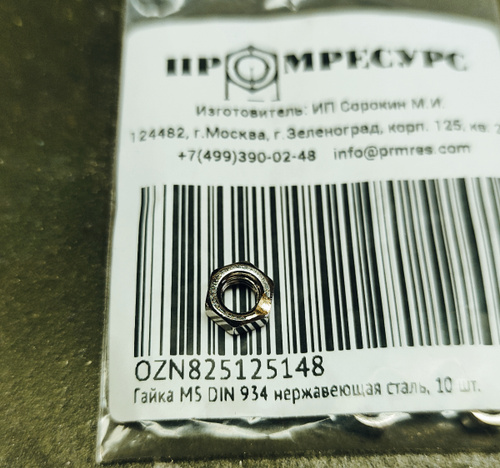 ПРОМРЕСУРС
Изготовитель: ИП Сорокин М.И.
124482, г.Москва, г.Зеленоград, корп. 125, кв. 2
+7(499)390-02-48 info@prmres.com
OZN825125148
Гайка М5 DIN 934 нержавеющая сталь, 10 шт.